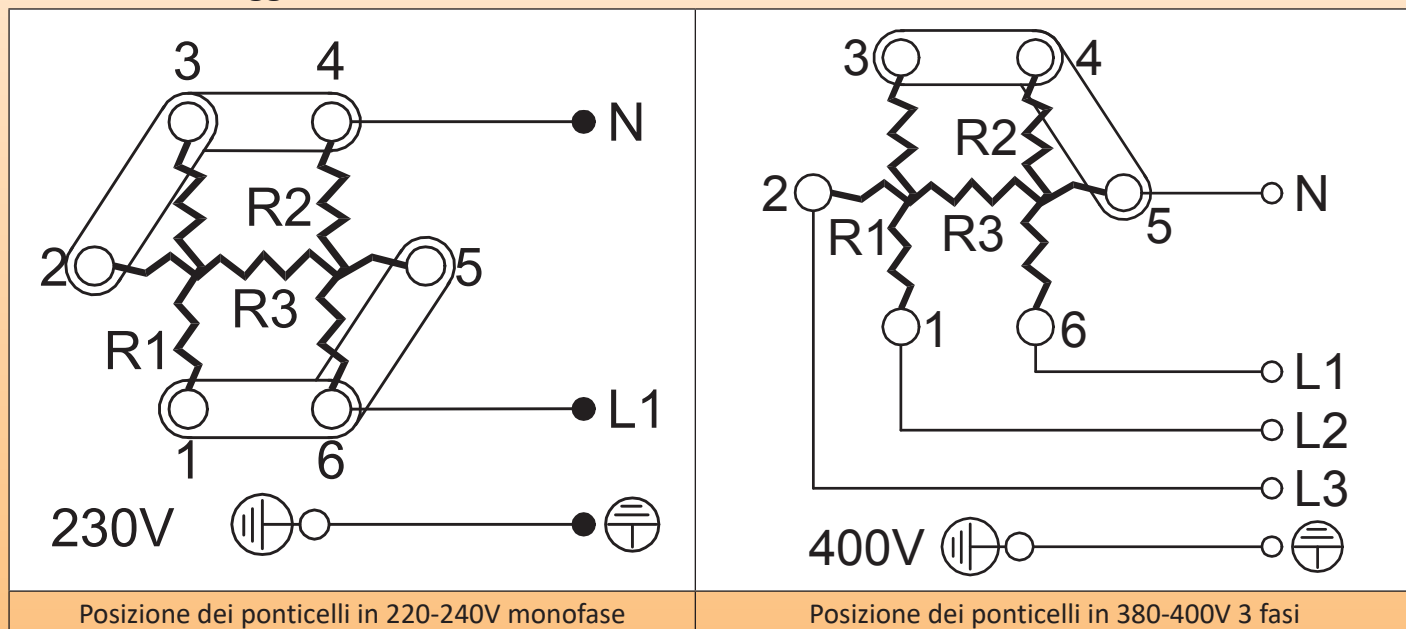 3 4
N
R2
2 5
R3
R1
L1
1 6
230V
Posizione dei ponticelli in 220-240V monofase
3 4
R2
2 N
R1 R3 5
1 6
L1
L2
L3
400V
Posizione dei ponticelli in 380-400V 3 fasi